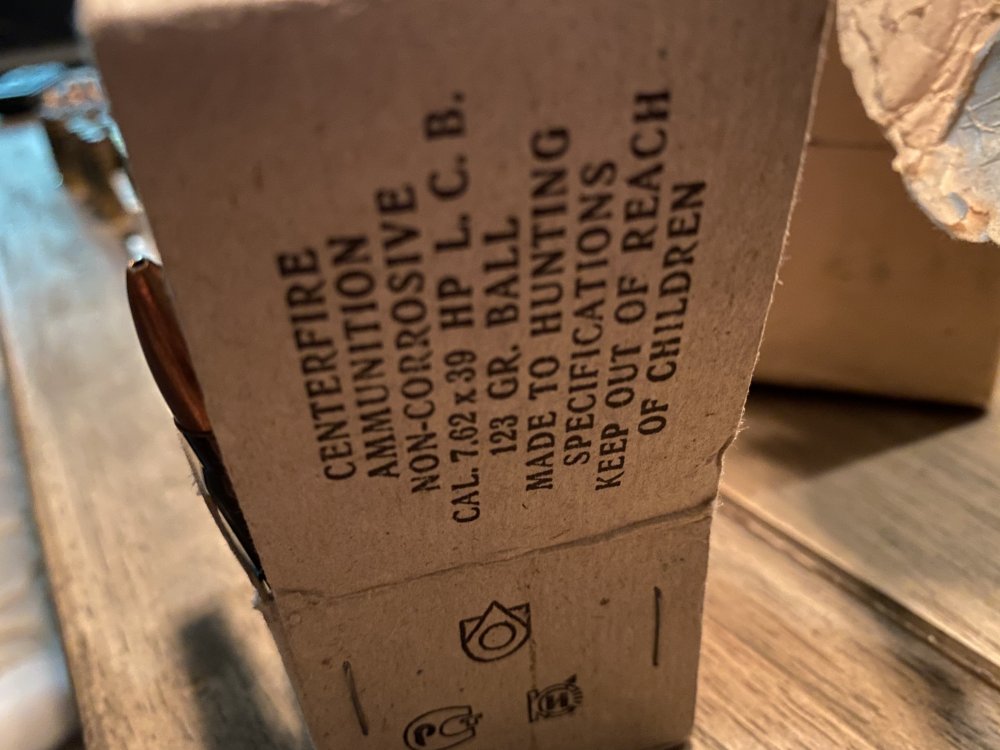 CENTERFIRE
AMMUNITION
NON-CORROSIVE
CAL. 7.62 x 39 HP L. C. B.
123 GR. BALL
MADE TO HUNTING
SPECIFICATIONS
KEEP OUT OF REACH
OF CHILDREN